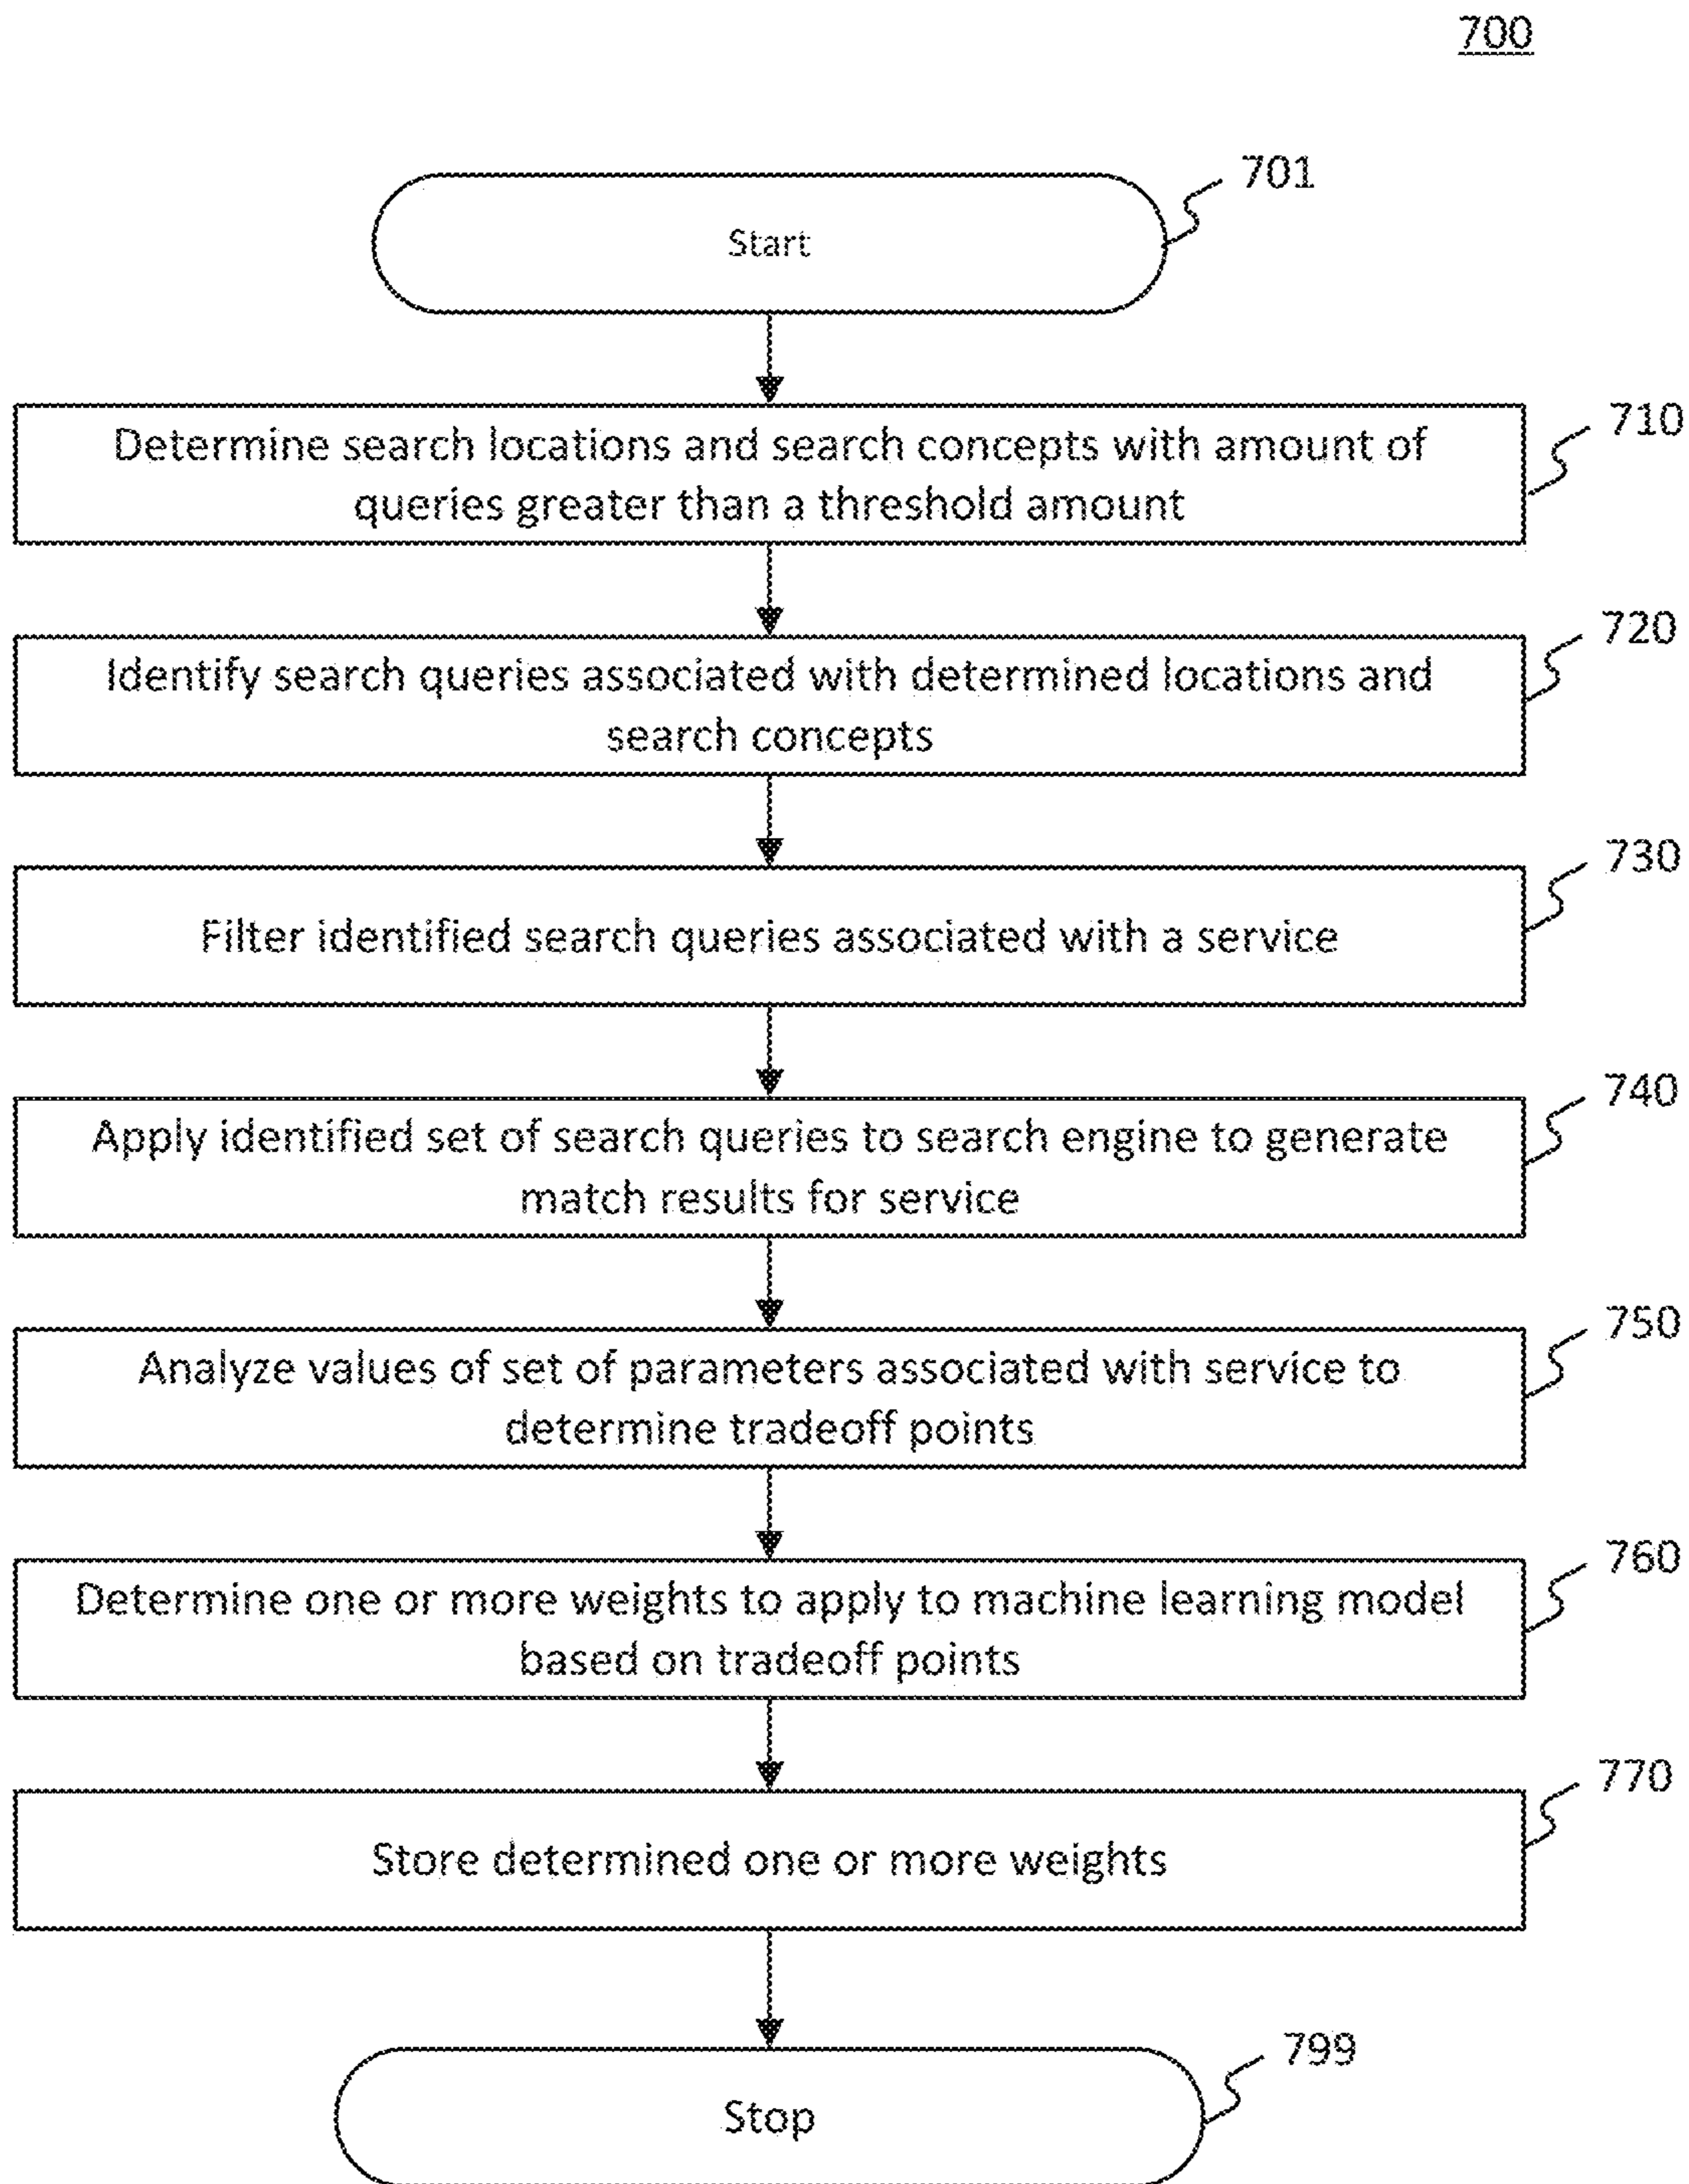 700
701
Start
710
Determine search locations and search concepts with amount of
queries greater than a threshold amount
720
Identify search queries associated with determined locations and
search concepts
730
Filter identified search queries associated with a service
740
Apply identified set of search queries to search engine to generate
match results for service
750
Analyze values of set of parameters associated with service to
determine tradeoff points
760
Determine one or more weights to apply to machine learning model
based on tradeoff points
770
Store determined one or more weights
799
Stop